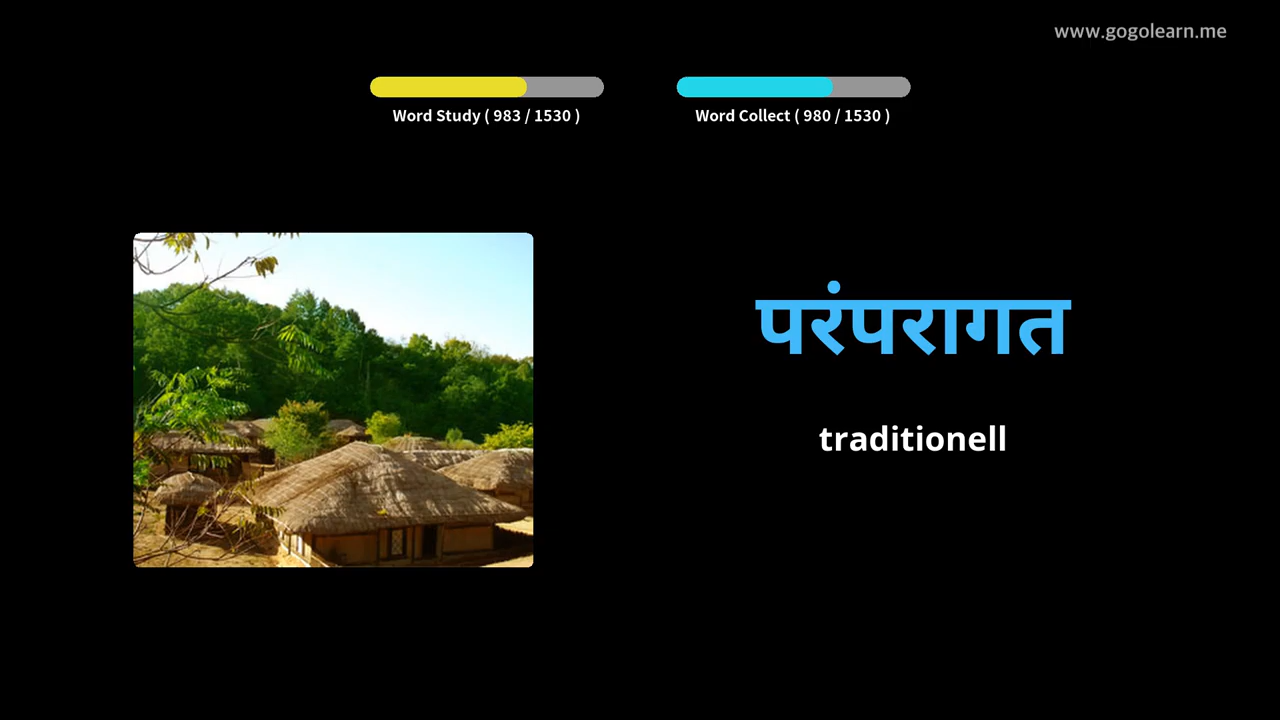 www.gogolearn.me
Word Study ( 983 / 1530 )
Word Collect ( 980 / 1530 )
परंपरागत
traditionell